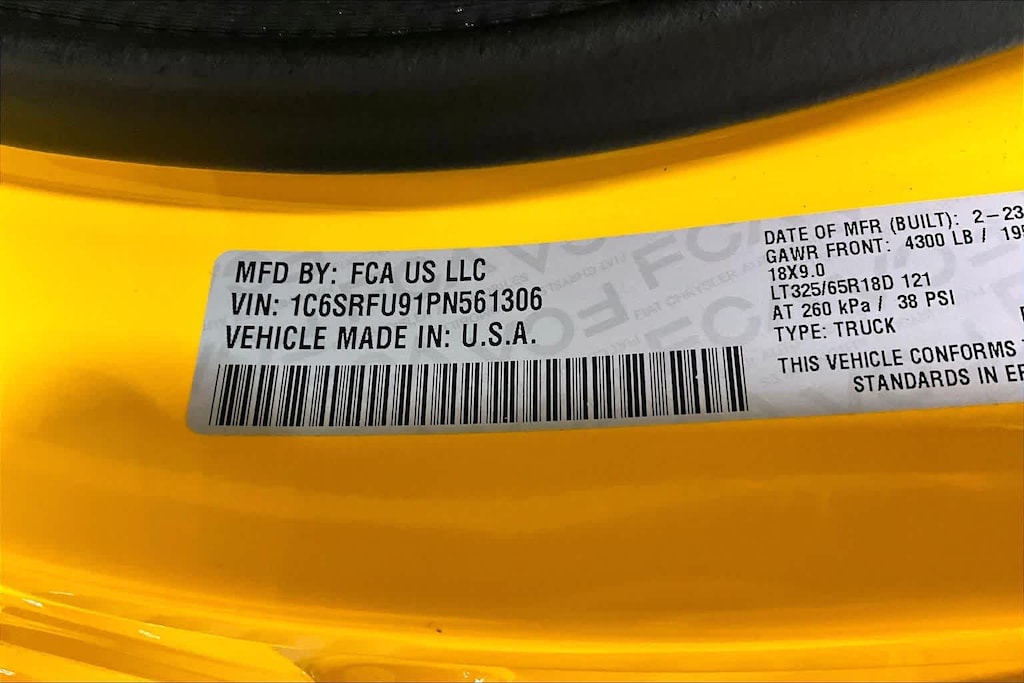 MFD BY: FCA US LLC
VIN: 1C6SRFU91PN561306
VEHICLE MADE IN: U.S.A.
DATE OF MFR (BUILT): 2-23
GAWR FRONT: 4300 LB / 195
18X9.0
LT325/65R18D 121
AT 260 kPa / 38 PSI
TYPE: TRUCK
THIS VEHICLE CONFORMS
STANDARDS IN